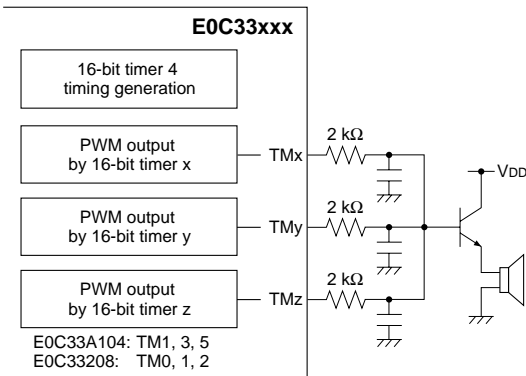 E0C33xxx
16-bit timer 4
timing generation
PWM output
by 16-bit timer x
TMx
2 kΩ
VDD
PWM output
by 16-bit timer y
TMy
2 kΩ
PWM output
by 16-bit timer z
TMz
2 kΩ
E0C33A104: TM1, 3, 5
E0C33208: TM0, 1, 2